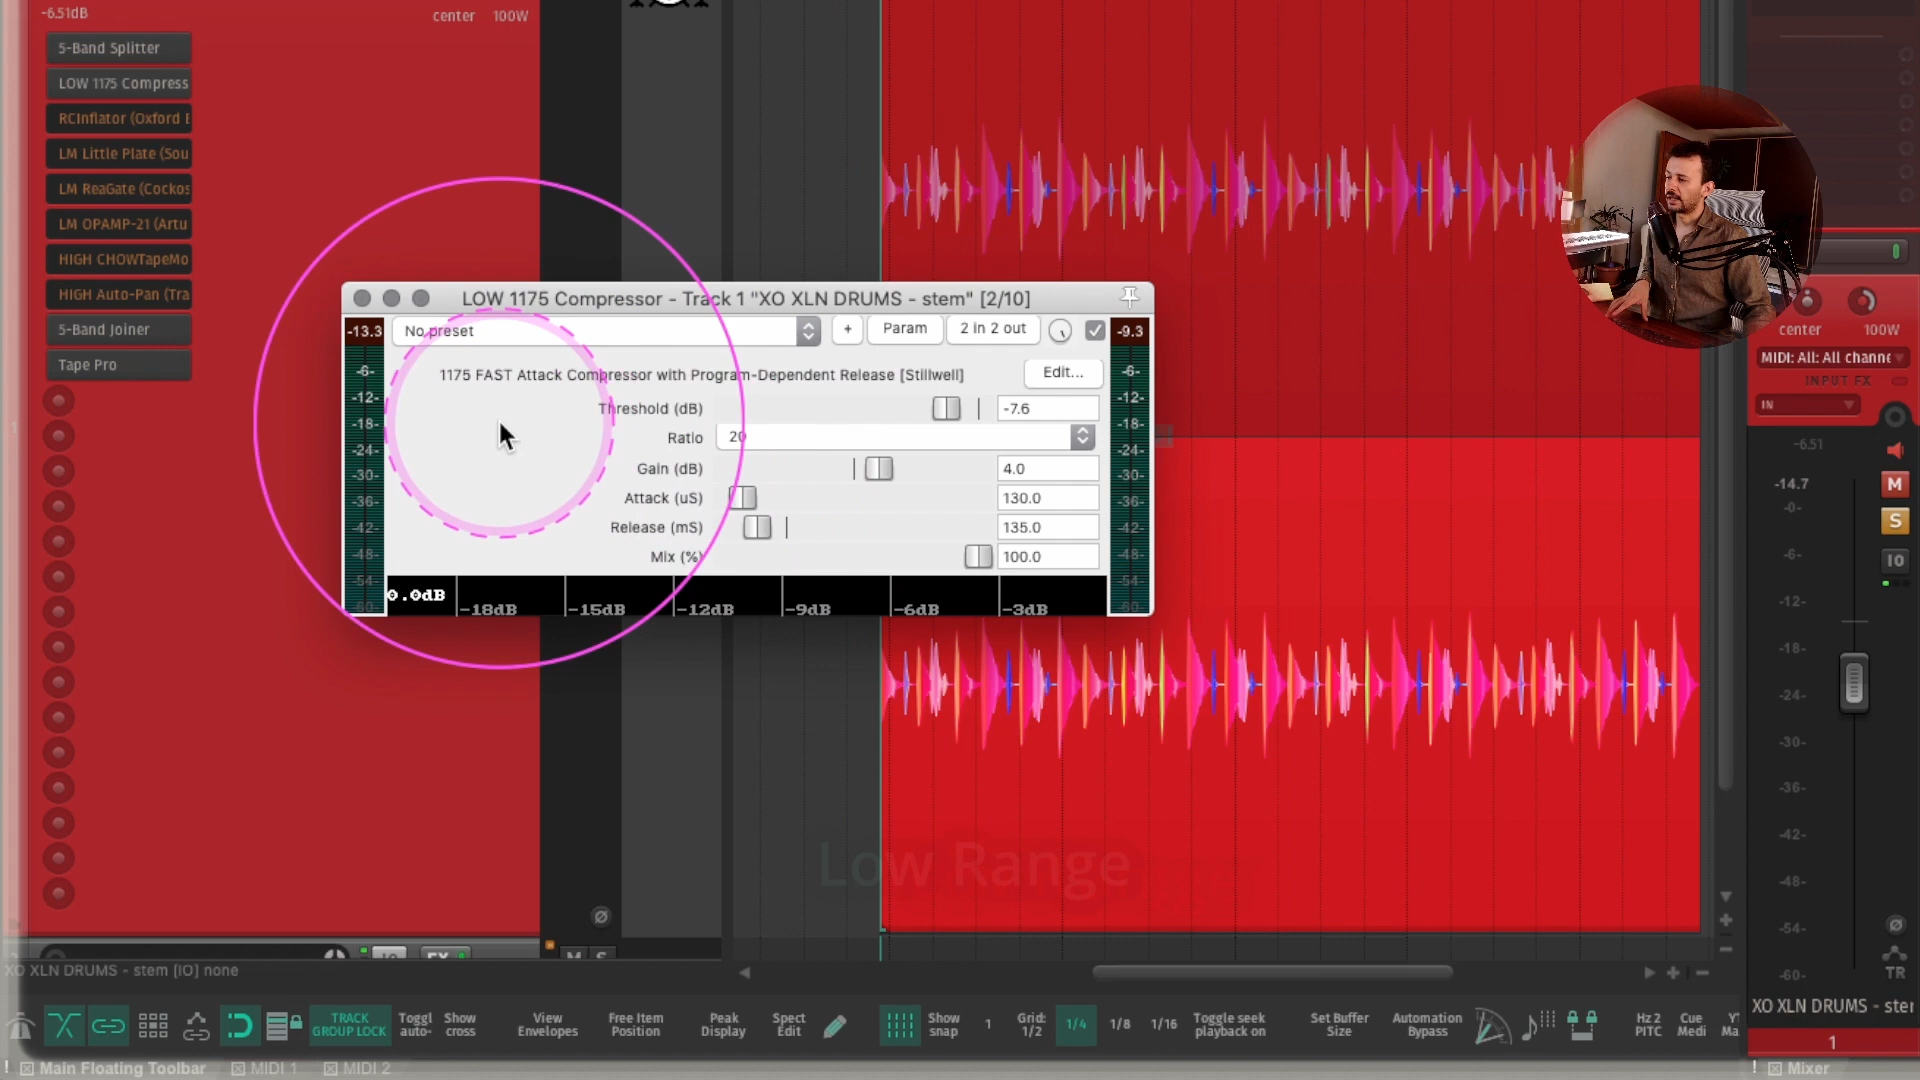 -6.51dB
center 100W
5-Band Splitter
LOW 1175 Compress
RCInflator (Oxford E
LM Little Plate (Sou
LM ReaGate (Cockos
LM OPAMP-21 (Artu
HIGH CHOWTapeMo
HIGH Auto-Pan (Tra
5-Band Joiner
Tape Pro
LOW 1175 Compressor - Track 1 "XO XLN DRUMS - stem" [2/10]
-13.3
No preset
+
Param
2 in 2 out
-9.3
1175 FAST Attack Compressor with Program-Dependent Release [Stillwell]
Edit...
Threshold (dB) -7.6
Ratio 20
Gain (dB) 4.0
Attack (uS) 130.0
Release (mS) 135.0
Mix (%) 100.0
-6-
-12-
-18-
-24-
-30-
-36-
-42-
-48-
-54-
-60-
-6-
-12-
-18-
-24-
-30-
-36-
-42-
-48-
-54-
-60-
0.0dB -18dB -15dB -12dB -9dB -6dB -3dB
Low Range
center 100W
MIDI: All: All channe
INPUT FX
IN
-6.51
-14.7
M
S
IO
-0-
-6-
-12-
-18-
-24-
-30-
-36-
-42-
-48-
-54-
-60-
TR
XO XLN DRUMS - ster
1
XO XLN DRUMS - stem [IO] none
TRACK
GROUP LOCK
Toggl
auto-
Show
cross
View
Envelopes
Free Item
Position
Peak
Display
Spect
Edit
Show
snap
1
Grid:
1/2
1/4
1/8
1/16
Toggle seek
playback on
Set Buffer
Size
Automation
Bypass
Hz 2
PITC
Cue
Medi
Main Floating Toolbar
MIDI 1
MIDI 2
Mixer